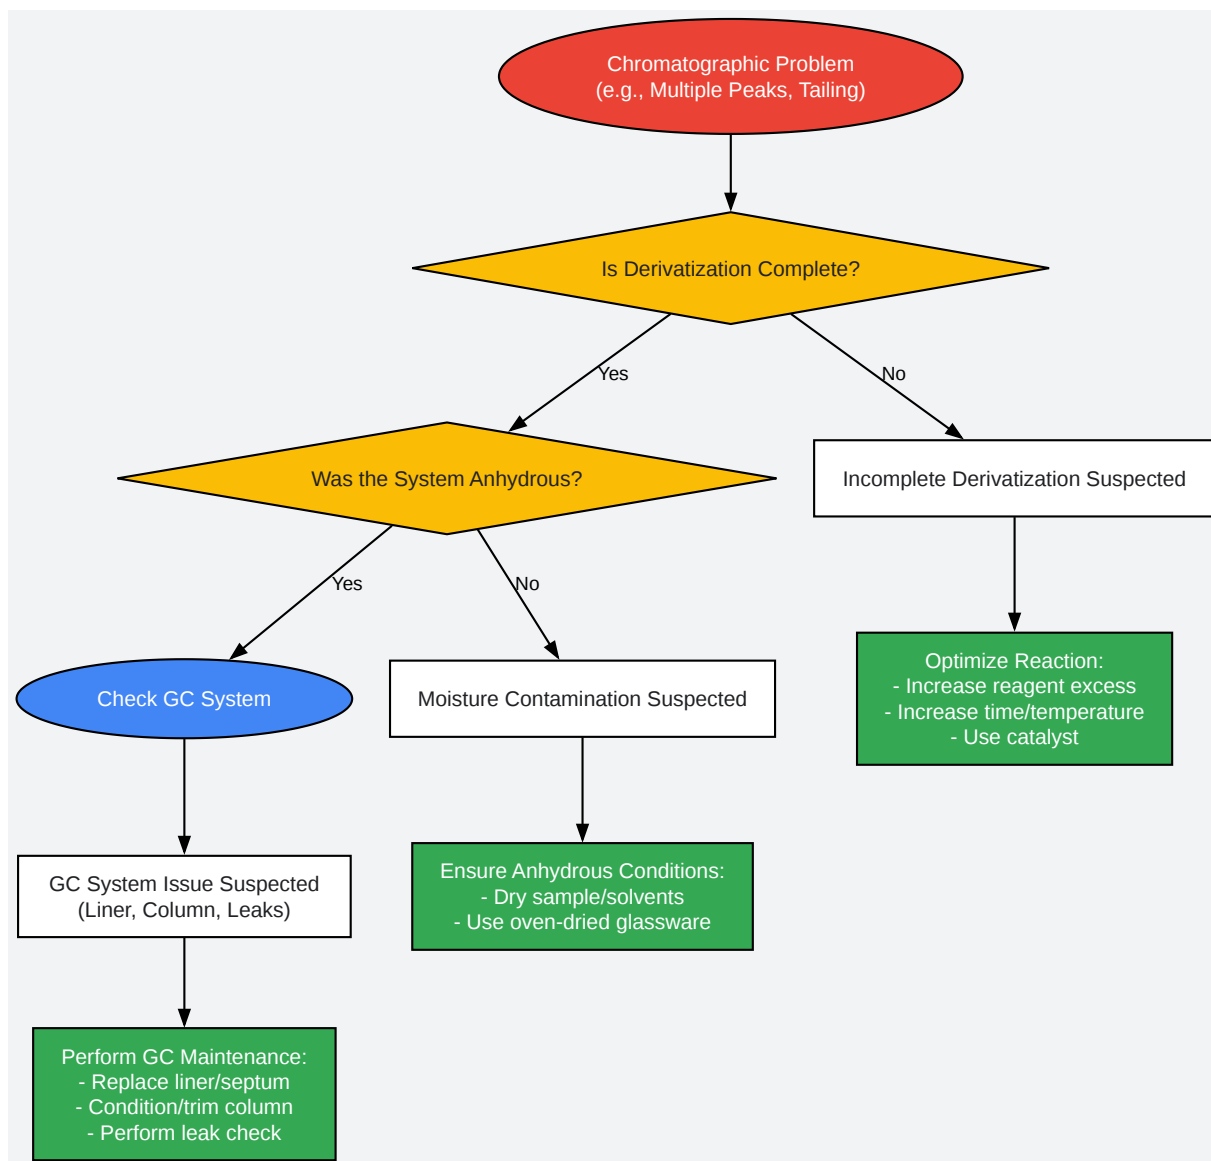 Chromatographic Problem
(e.g., Multiple Peaks, Tailing)
Is Derivatization Complete?
Yes
No
Was the System Anhydrous?
Incomplete Derivatization Suspected
Yes
No
Check GC System
Moisture Contamination Suspected
Optimize Reaction:
- Increase reagent excess
- Increase time/temperature
- Use catalyst
GC System Issue Suspected
(Liner, Column, Leaks)
Ensure Anhydrous Conditions:
- Dry sample/solvents
- Use oven-dried glassware
Perform GC Maintenance:
- Replace liner/septum
- Condition/trim column
- Perform leak check